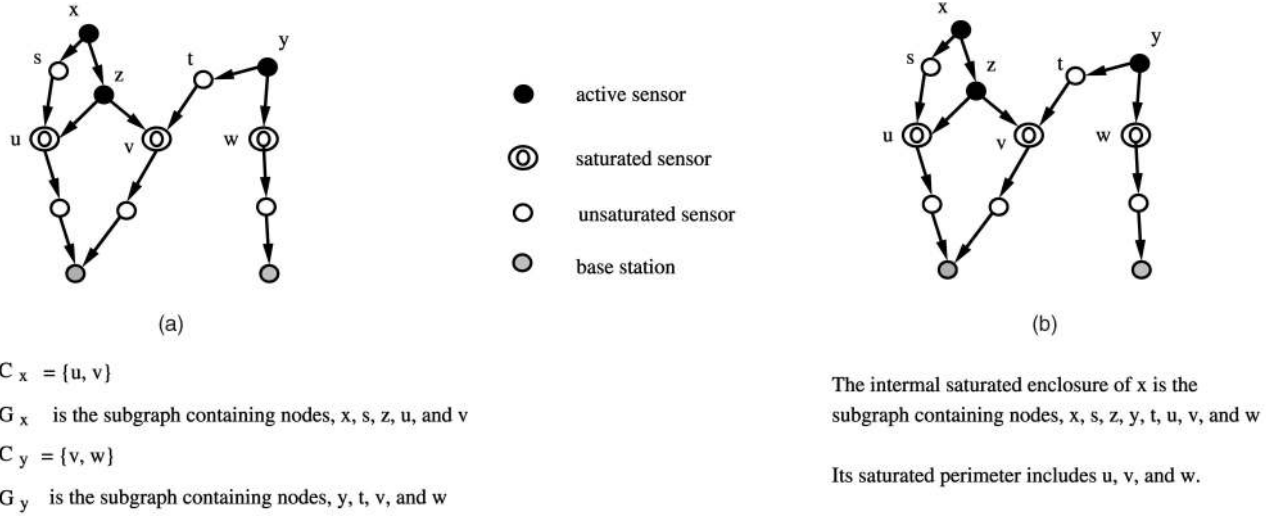 x
s
z
t
y
u
v
w
active sensor
saturated sensor
unsaturated sensor
base station
x
s
z
t
y
u
v
w
(a)
(b)
C x = {u, v}
G x is the subgraph containing nodes, x, s, z, u, and v
C y = {v, w}
G y is the subgraph containing nodes, y, t, v, and w
The internal saturated enclosure of x is the
subgraph containing nodes, x, s, z, y, t, u, v, and w
Its saturated perimeter includes u, v, and w.